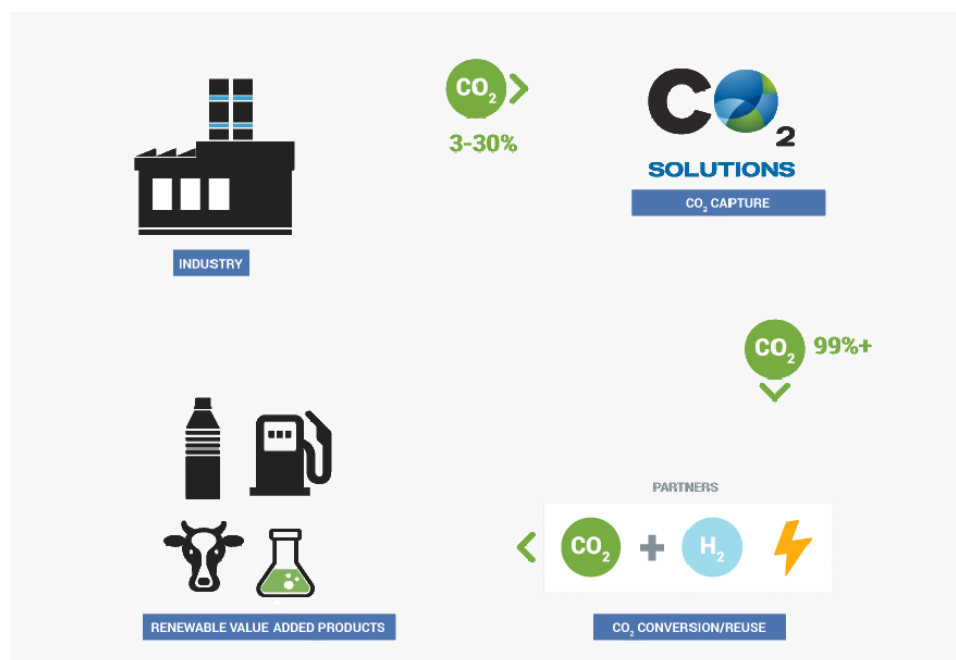 CO₂
3-30%
CO₂
SOLUTIONS
CO₂ CAPTURE
INDUSTRY
CO₂ 99%+
PARTNERS
CO₂ + H₂
RENEWABLE VALUE ADDED PRODUCTS
CO₂ CONVERSION/REUSE